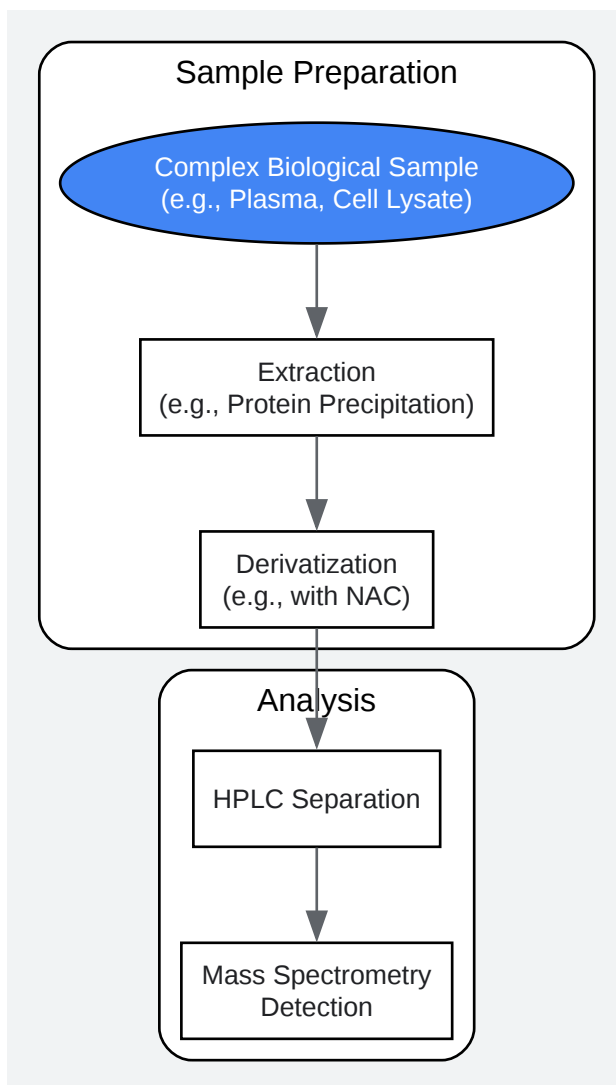 Sample Preparation
Complex Biological Sample
(e.g., Plasma, Cell Lysate)
Extraction
(e.g., Protein Precipitation)
Derivatization
(e.g., with NAC)
Analysis
HPLC Separation
Mass Spectrometry
Detection